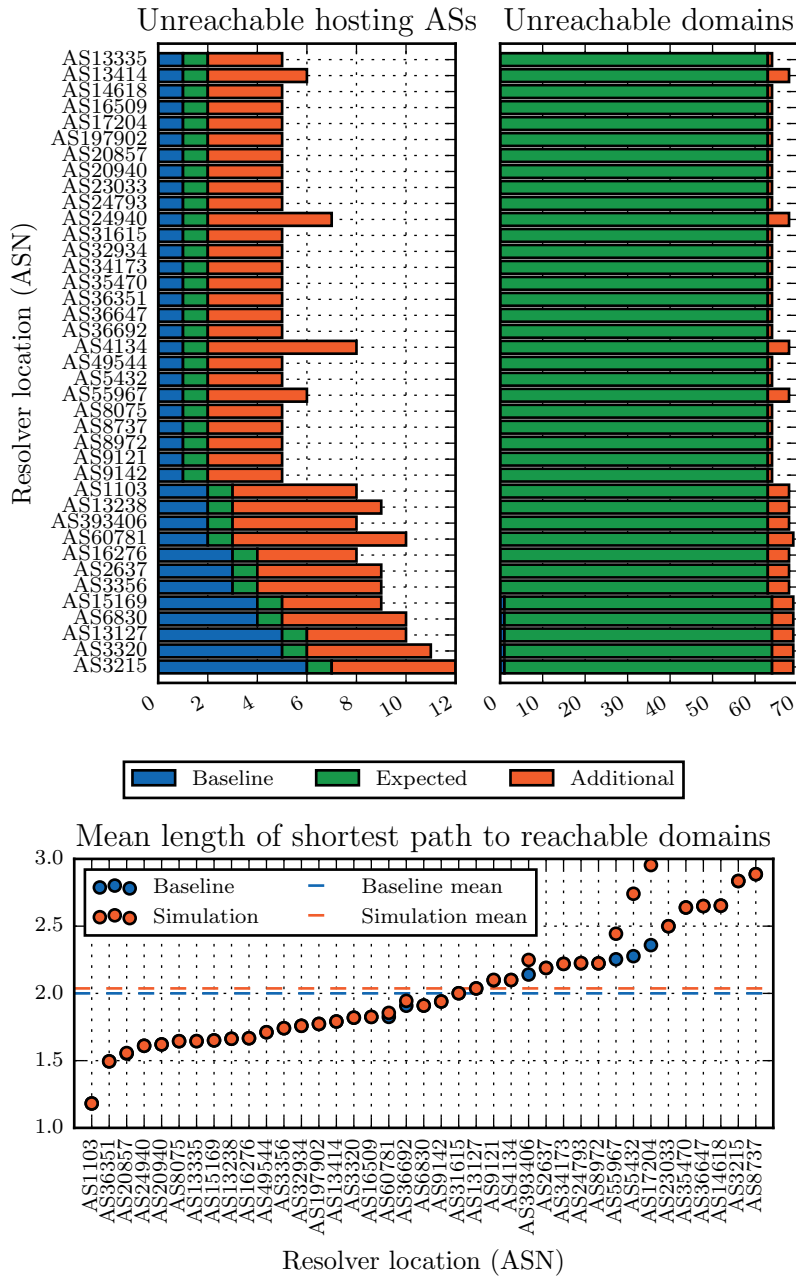 Unreachable hosting ASs
Unreachable domains
Resolver location (ASN)
AS13335
AS13414
AS14618
AS16509
AS17204
AS197902
AS20857
AS20940
AS23033
AS24793
AS24940
AS31615
AS32934
AS34173
AS35470
AS36351
AS36647
AS36692
AS4134
AS49544
AS5432
AS55967
AS8075
AS8737
AS8972
AS9121
AS9142
AS1103
AS13238
AS393406
AS60781
AS16276
AS2637
AS3356
AS15169
AS6830
AS13127
AS3320
AS3215
0 2 4 6 8 10 12
0 10 20 30 40 50 60 70
Baseline Expected Additional
Mean length of shortest path to reachable domains
3.0
2.5
2.0
1.5
1.0
Baseline Baseline mean
Simulation Simulation mean
AS1103
AS36351
AS20857
AS24940
AS20940
AS8075
AS13335
AS15169
AS13238
AS16276
AS49544
AS3356
AS32934
AS197902
AS13414
AS3320
AS16509
AS60781
AS36692
AS6830
AS9142
AS31615
AS13127
AS9121
AS4134
AS393406
AS2637
AS34173
AS24793
AS8972
AS55967
AS5432
AS17204
AS23033
AS35470
AS36647
AS14618
AS3215
AS8737
Resolver location (ASN)